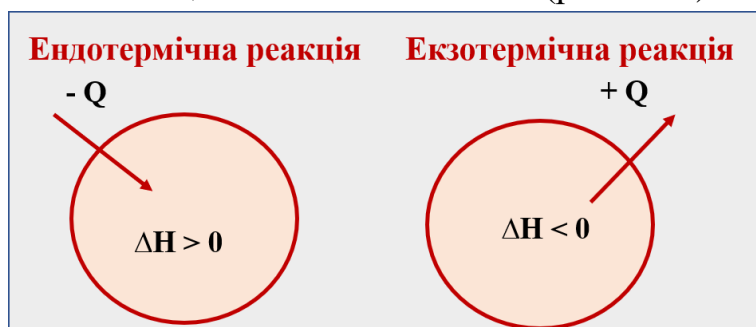 Ендотермічна реакція
Екзотермічна реакція
- Q
+ Q
ΔH > 0
ΔH < 0